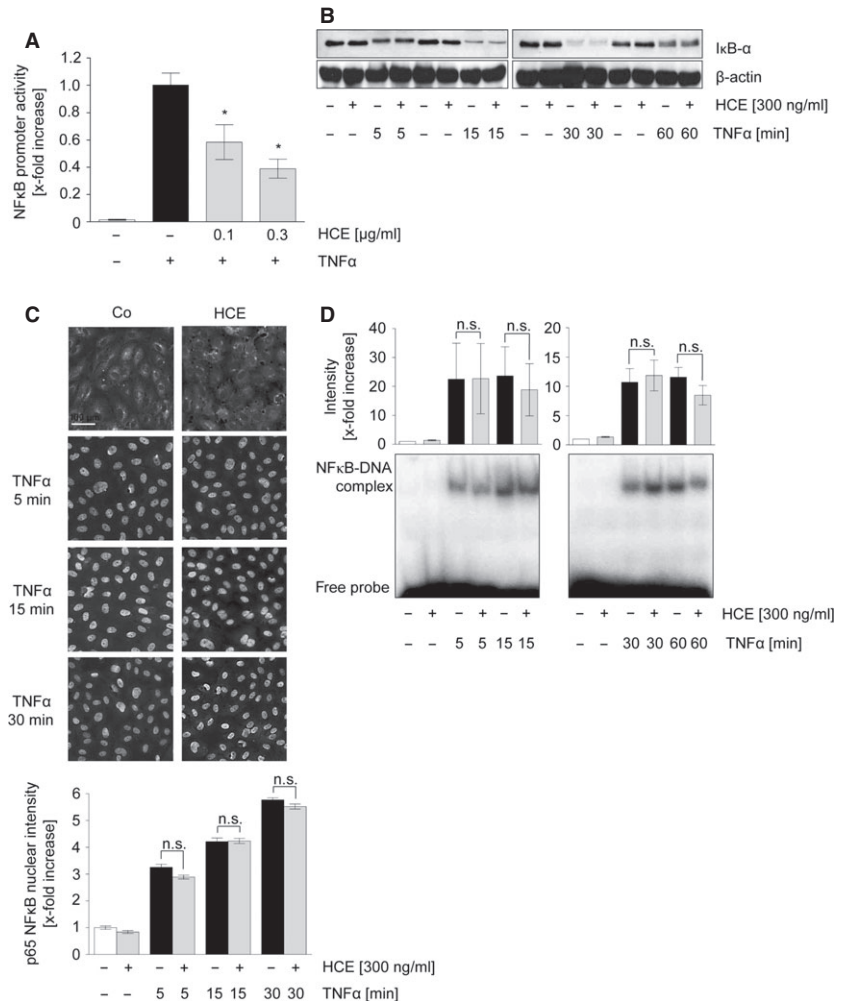 A
NFκB promoter activity
[x-fold increase]
1.2
1.0
0.8
0.6
0.4
0.2
0
* *
– – 0.1 0.3 HCE [µg/ml]
– + + + TNFα
B
IκB-α
β-actin
– + – + – + – + – + – + – + – + HCE [300 ng/ml]
– – 5 5 – – 15 15 – – 30 30 – – 60 60 TNFα [min]
C
Co HCE
TNFα
5 min
TNFα
15 min
TNFα
30 min
p65 NFκB nuclear intensity
[x-fold increase]
6
5
4
3
2
1
0
n.s. n.s. n.s.
– + – + – + – + HCE [300 ng/ml]
– – 5 5 15 15 30 30 TNFα [min]
D
Intensity
[x-fold increase]
40
30
20
10
0
n.s. n.s.
20
15
10
5
0
n.s. n.s.
NFκB-DNA
complex
Free probe
– + – + – + – + – + – + HCE [300 ng/ml]
– – 5 5 15 15 – – 30 30 60 60 TNFα [min]